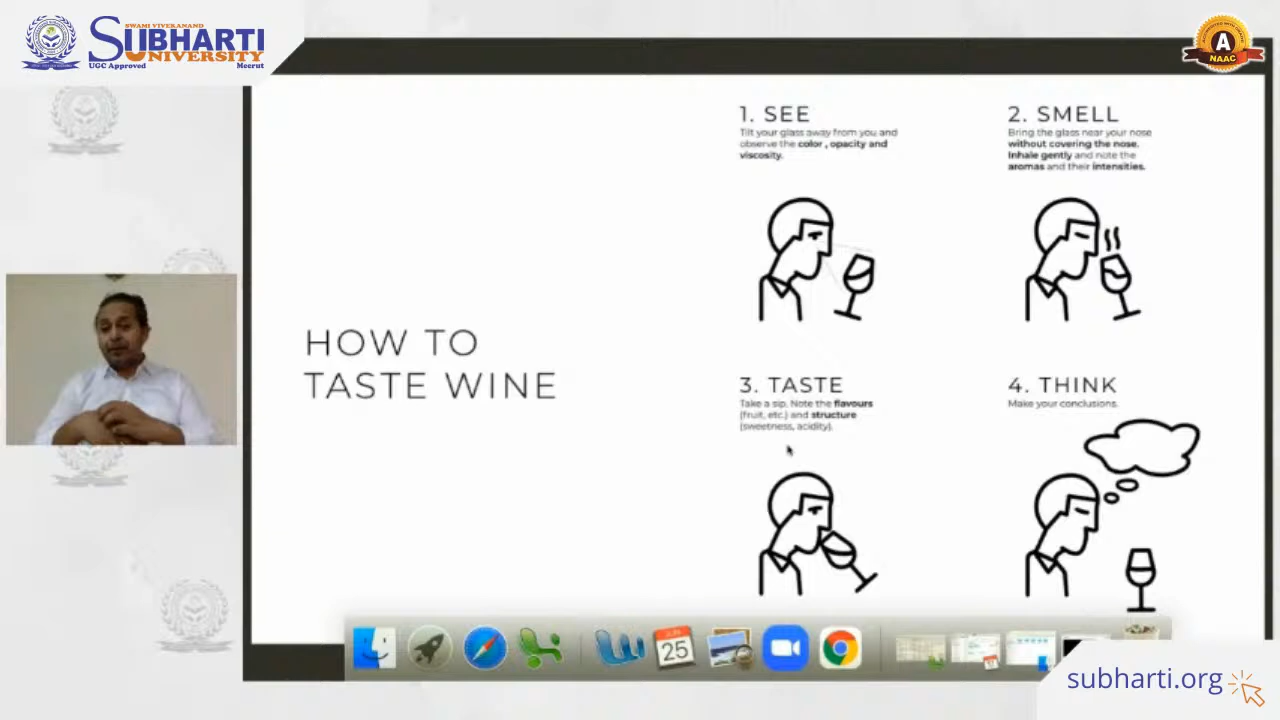 SWAMI VIVEKANAND
SUBHARTI
UNIVERSITY
UGC Approved Meerut
A
NAAC
HOW TO
TASTE WINE
1. SEE
Tilt your glass away from you and
observe the color , opacity and
viscosity.
2. SMELL
Bring the glass near your nose
without covering the nose.
Inhale gently and note the
aromas and their intensities.
3. TASTE
Take a sip. Note the flavours
(fruit, etc.) and structure
(sweetness, acidity).
4. THINK
Make your conclusions.
JUN
25
subharti.org